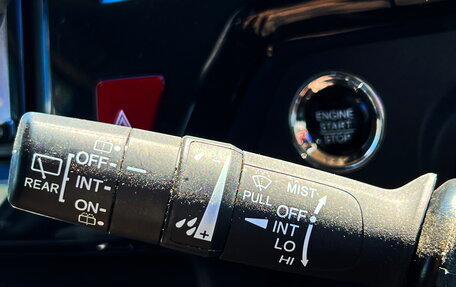 ENGINE
START
STOP
REAR
OFF-
INT-
ON-
+
PULL
MIST
OFF
INT
LO
HI